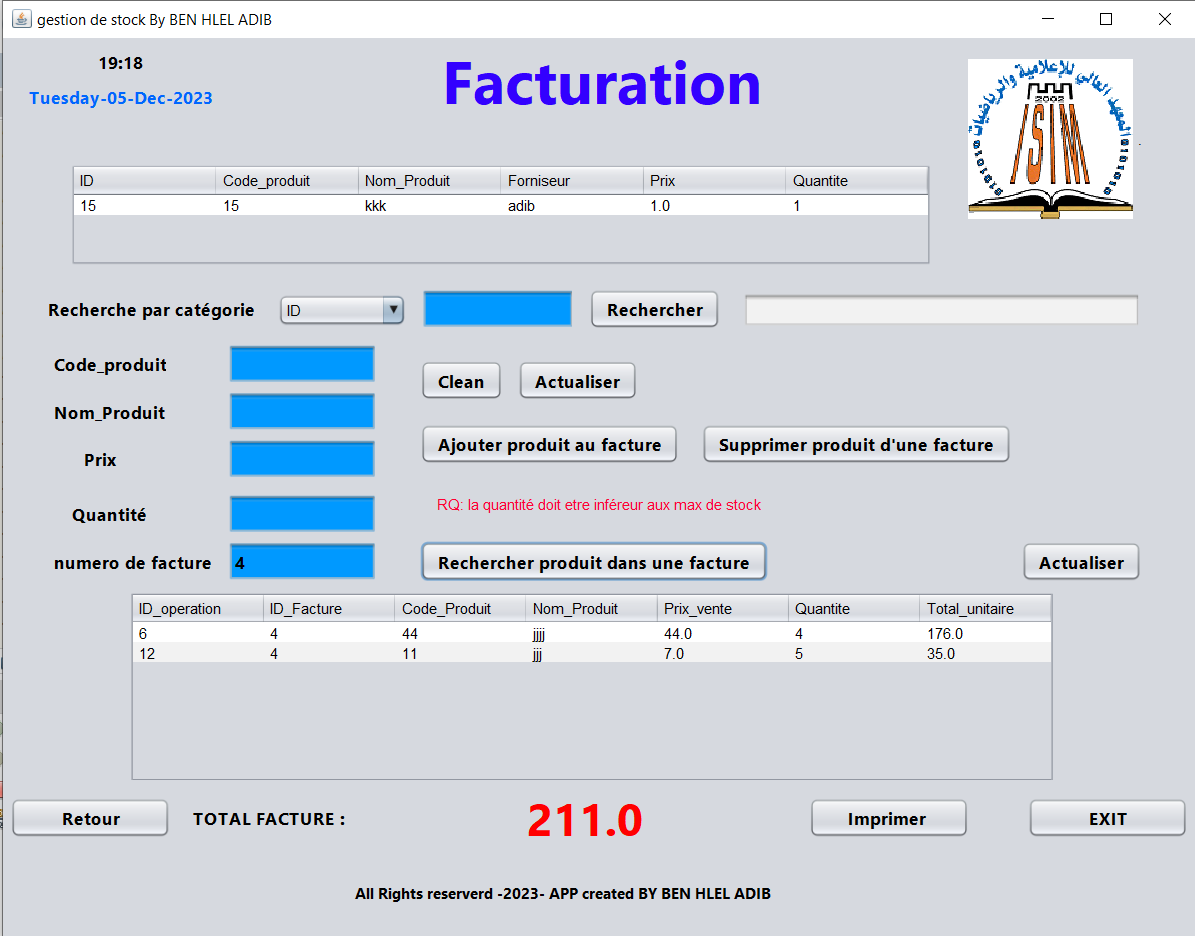 gestion de stock By BEN HLEL ADIB
19:18
Tuesday-05-Dec-2023
Facturation
المعهد العالي للإعلامية والرياضيات
2002
ISIM
ID Code_produit Nom_Produit Forniseur Prix Quantite
15 15 kkk adib 1.0 1
Recherche par catégorie ID Rechercher
Code_produit
Clean Actualiser
Nom_Produit
Ajouter produit au facture Supprimer produit d'une facture
Prix
Quantité
RQ: la quantité doit etre inféreur aux max de stock
numero de facture 4 Rechercher produit dans une facture Actualiser
ID_operation ID_Facture Code_Produit Nom_Produit Prix_vente Quantite Total_unitaire
6 4 44 jjjj 44.0 4 176.0
12 4 11 jjj 7.0 5 35.0
Retour TOTAL FACTURE : 211.0 Imprimer EXIT
All Rights reserverd -2023- APP created BY BEN HLEL ADIB